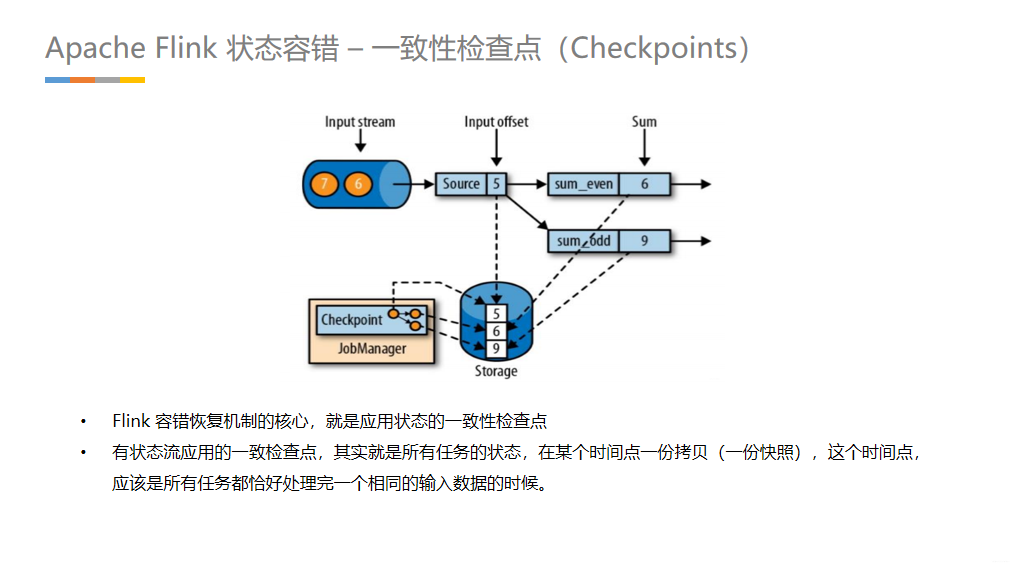 Apache Flink 状态容错 – 一致性检查点（Checkpoints）
Input stream
Input offset
Sum
7
6
Source
5
sum_even
6
sum_odd
9
Checkpoint
JobManager
5
6
9
Storage
• Flink 容错恢复机制的核心，就是应用状态的一致性检查点
• 有状态流应用的一致检查点，其实就是所有任务的状态，在某个时间点一份拷贝（一份快照），这个时间点，
应该是所有任务都恰好处理完一个相同的输入数据的时候。